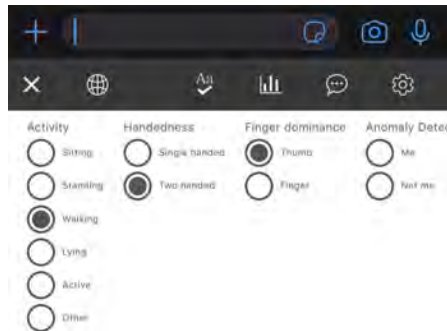 Aa
Activity Handedness Finger dominance Anomaly Detec
Sitting Single handed Thumb Me
Standing Two handed Finger Not me
Walking
Lying
Active
Other